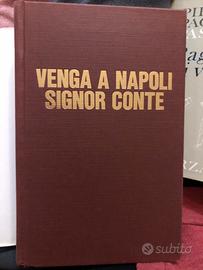 VENGA A NAPOLI
SIGNOR CONTE
subito